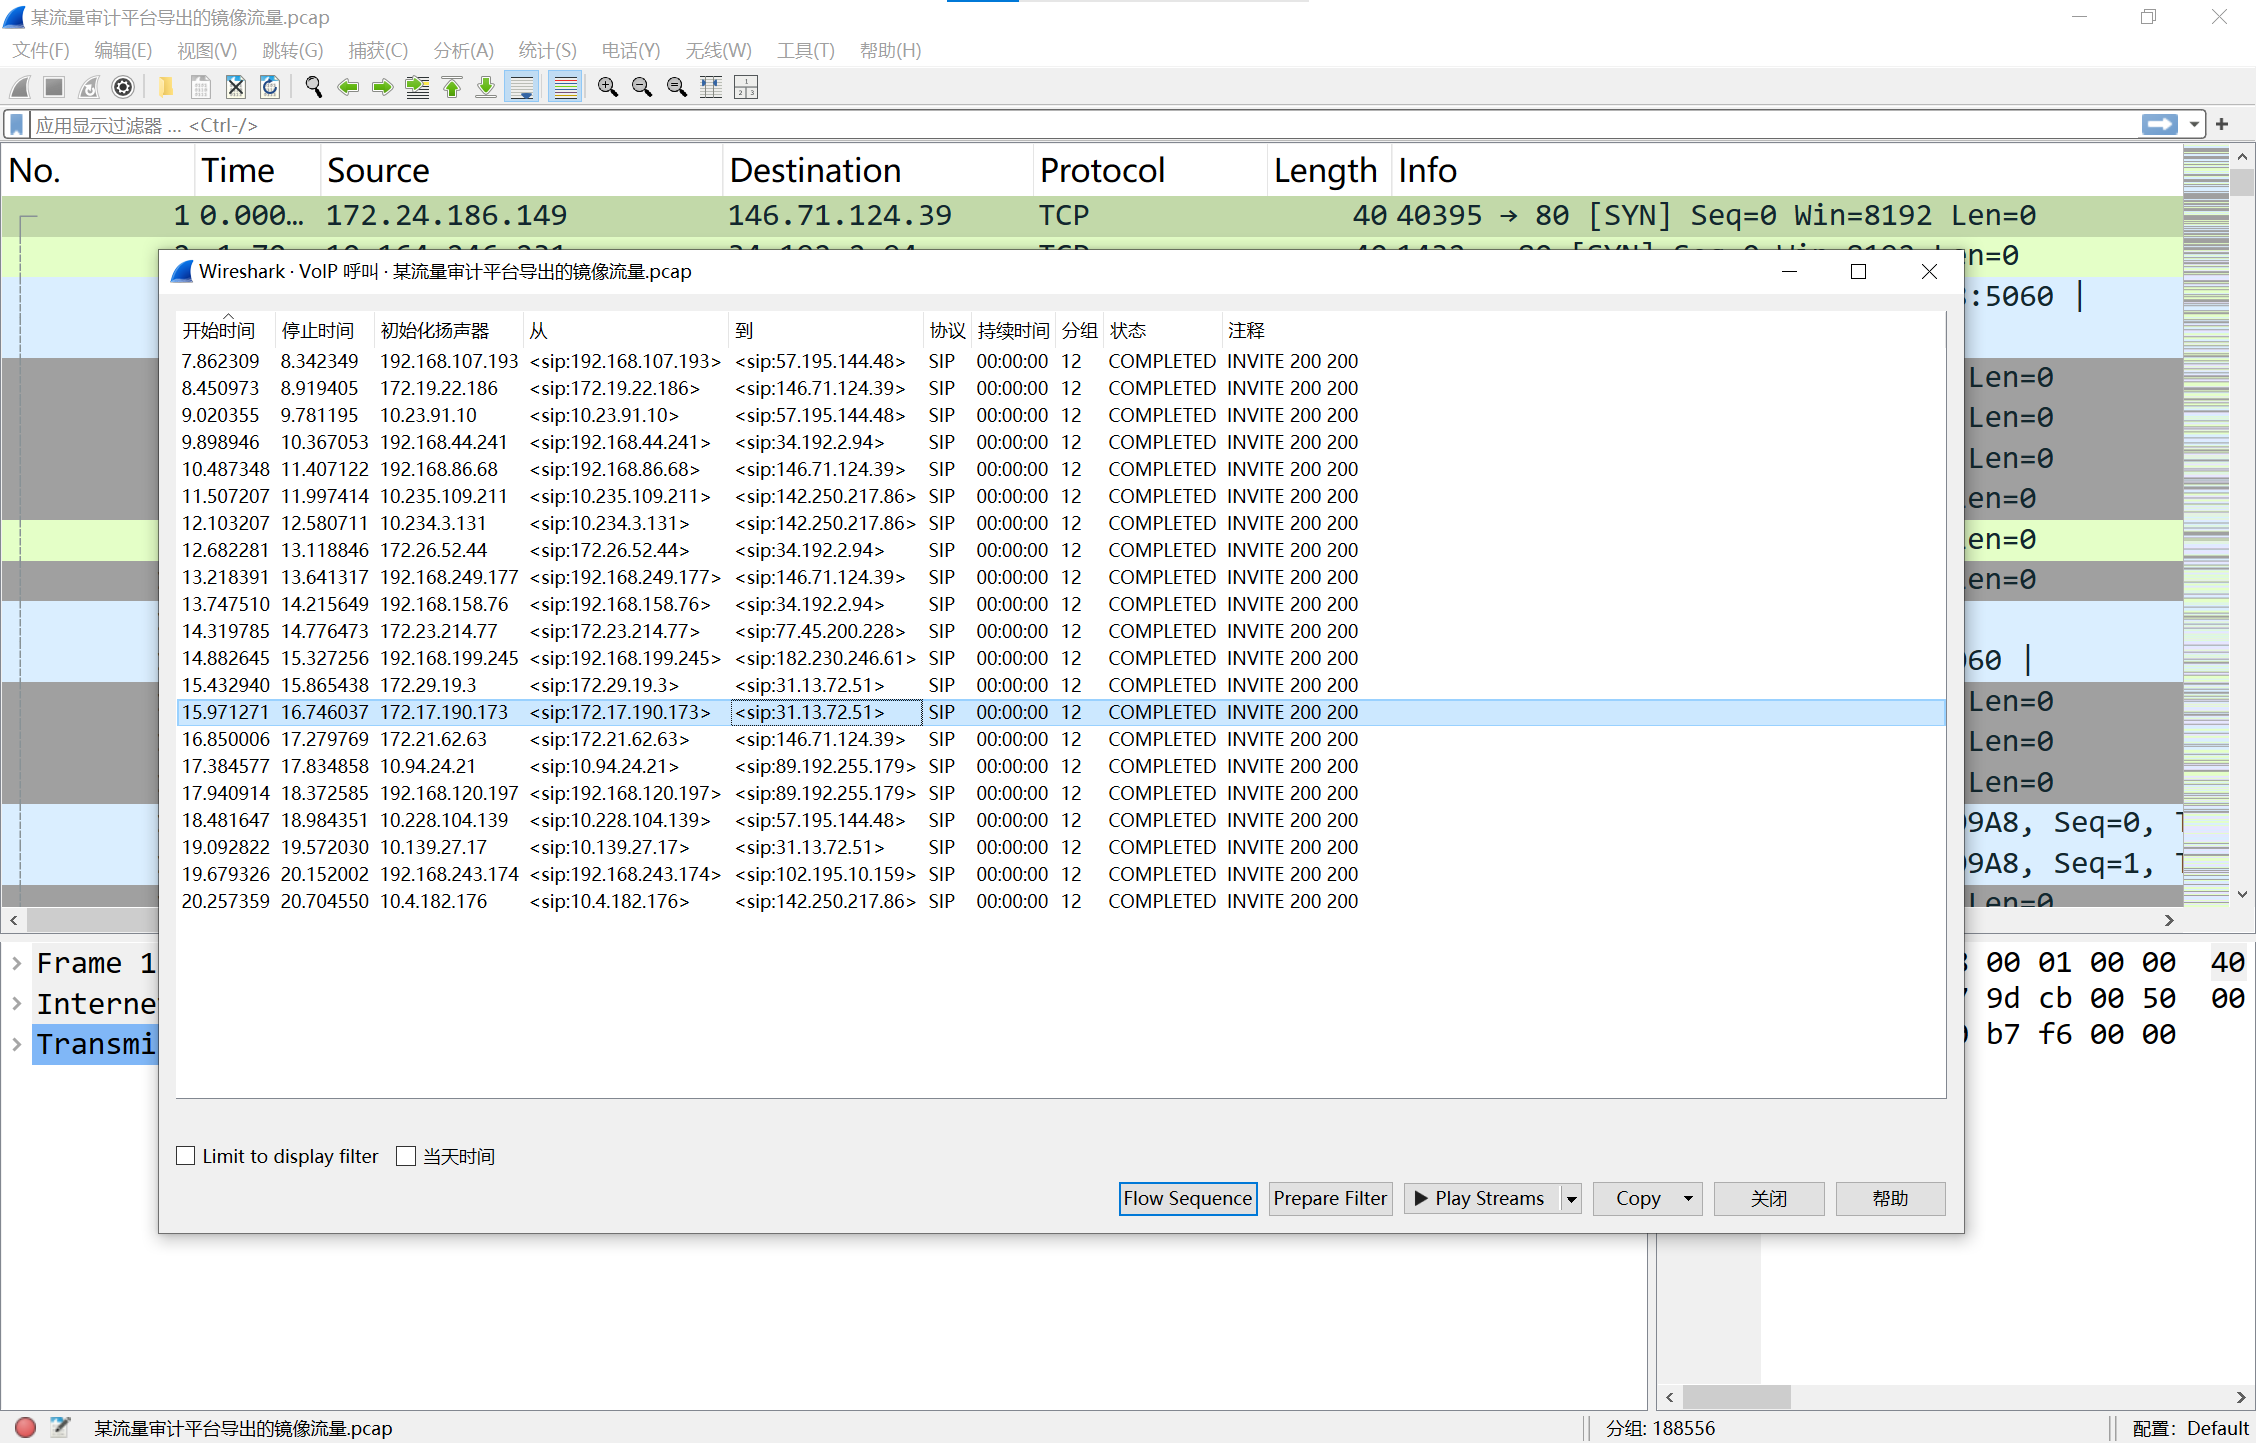 某流量审计平台导出的镜像流量.pcap
文件(F) 编辑(E) 视图(V) 跳转(G) 捕获(C) 分析(A) 统计(S) 电话(Y) 无线(W) 工具(T) 帮助(H)
应用显示过滤器 … <Ctrl-/>
No. Time Source Destination Protocol Length Info
1 0.000… 172.24.186.149 146.71.124.39 TCP 40 40395 → 80 [SYN] Seq=0 Win=8192 Len=0
Wireshark · VoIP 呼叫 · 某流量审计平台导出的镜像流量.pcap
开始时间 停止时间 初始化扬声器 从 到 协议 持续时间 分组 状态 注释
7.862309 8.342349 192.168.107.193 <sip:192.168.107.193> <sip:57.195.144.48> SIP 00:00:00 12 COMPLETED INVITE 200 200
8.450973 8.919405 172.19.22.186 <sip:172.19.22.186> <sip:146.71.124.39> SIP 00:00:00 12 COMPLETED INVITE 200 200
9.020355 9.781195 10.23.91.10 <sip:10.23.91.10> <sip:57.195.144.48> SIP 00:00:00 12 COMPLETED INVITE 200 200
9.898946 10.367053 192.168.44.241 <sip:192.168.44.241> <sip:34.192.2.94> SIP 00:00:00 12 COMPLETED INVITE 200 200
10.487348 11.407122 192.168.86.68 <sip:192.168.86.68> <sip:146.71.124.39> SIP 00:00:00 12 COMPLETED INVITE 200 200
11.507207 11.997414 10.235.109.211 <sip:10.235.109.211> <sip:142.250.217.86> SIP 00:00:00 12 COMPLETED INVITE 200 200
12.103207 12.580711 10.234.3.131 <sip:10.234.3.131> <sip:142.250.217.86> SIP 00:00:00 12 COMPLETED INVITE 200 200
12.682281 13.118846 172.26.52.44 <sip:172.26.52.44> <sip:34.192.2.94> SIP 00:00:00 12 COMPLETED INVITE 200 200
13.218391 13.641317 192.168.249.177 <sip:192.168.249.177> <sip:146.71.124.39> SIP 00:00:00 12 COMPLETED INVITE 200 200
13.747510 14.215649 192.168.158.76 <sip:192.168.158.76> <sip:34.192.2.94> SIP 00:00:00 12 COMPLETED INVITE 200 200
14.319785 14.776473 172.23.214.77 <sip:172.23.214.77> <sip:77.45.200.228> SIP 00:00:00 12 COMPLETED INVITE 200 200
14.882645 15.327256 192.168.199.245 <sip:192.168.199.245> <sip:182.230.246.61> SIP 00:00:00 12 COMPLETED INVITE 200 200
15.432940 15.865438 172.29.19.3 <sip:172.29.19.3> <sip:31.13.72.51> SIP 00:00:00 12 COMPLETED INVITE 200 200
15.971271 16.746037 172.17.190.173 <sip:172.17.190.173> <sip:31.13.72.51> SIP 00:00:00 12 COMPLETED INVITE 200 200
16.850006 17.279769 172.21.62.63 <sip:172.21.62.63> <sip:146.71.124.39> SIP 00:00:00 12 COMPLETED INVITE 200 200
17.384577 17.834858 10.94.24.21 <sip:10.94.24.21> <sip:89.192.255.179> SIP 00:00:00 12 COMPLETED INVITE 200 200
17.940914 18.372585 192.168.120.197 <sip:192.168.120.197> <sip:89.192.255.179> SIP 00:00:00 12 COMPLETED INVITE 200 200
18.481647 18.984351 10.228.104.139 <sip:10.228.104.139> <sip:57.195.144.48> SIP 00:00:00 12 COMPLETED INVITE 200 200
19.092822 19.572030 10.139.27.17 <sip:10.139.27.17> <sip:31.13.72.51> SIP 00:00:00 12 COMPLETED INVITE 200 200
19.679326 20.152002 192.168.243.174 <sip:192.168.243.174> <sip:102.195.10.159> SIP 00:00:00 12 COMPLETED INVITE 200 200
20.257359 20.704550 10.4.182.176 <sip:10.4.182.176> <sip:142.250.217.86> SIP 00:00:00 12 COMPLETED INVITE 200 200
en=0
:5060 |
Len=0
Len=0
Len=0
en=0
en=0
en=0
60 |
Len=0
Len=0
Len=0
9A8, Seq=0,
9A8, Seq=1,
Len=0
Frame 1
Interne
Transmi
00 01 00 00 40
9d cb 00 50 00
b7 f6 00 00
Limit to display filter 当天时间
Flow Sequence Prepare Filter Play Streams Copy 关闭 帮助
某流量审计平台导出的镜像流量.pcap 分组: 188556 配置: Default